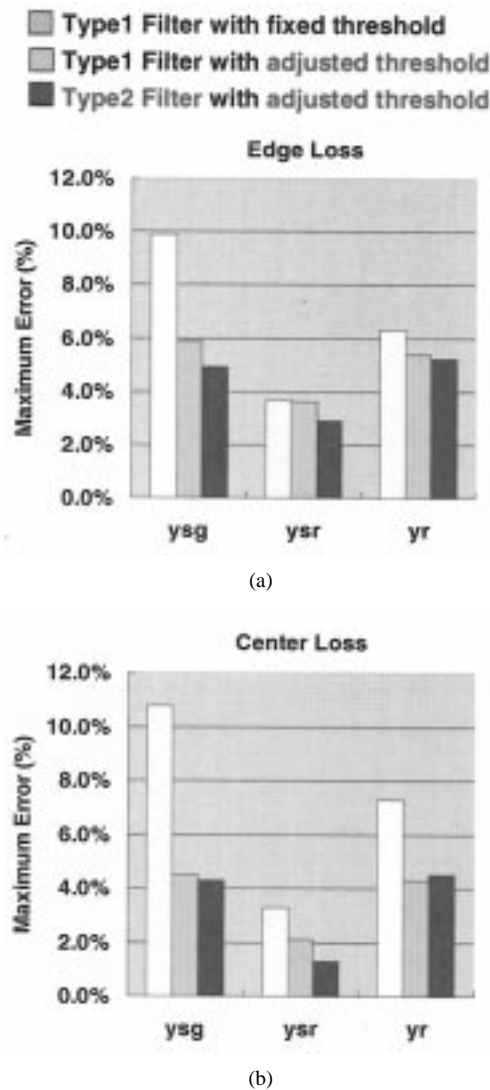 Type1 Filter with fixed threshold
Type1 Filter with adjusted threshold
Type2 Filter with adjusted threshold
Edge Loss
Maximum Error (%)
12.0%
10.0%
8.0%
6.0%
4.0%
2.0%
0.0%
ysg ysr yr
(a)
Center Loss
Maximum Error (%)
12.0%
10.0%
8.0%
6.0%
4.0%
2.0%
0.0%
ysg ysr yr
(b)